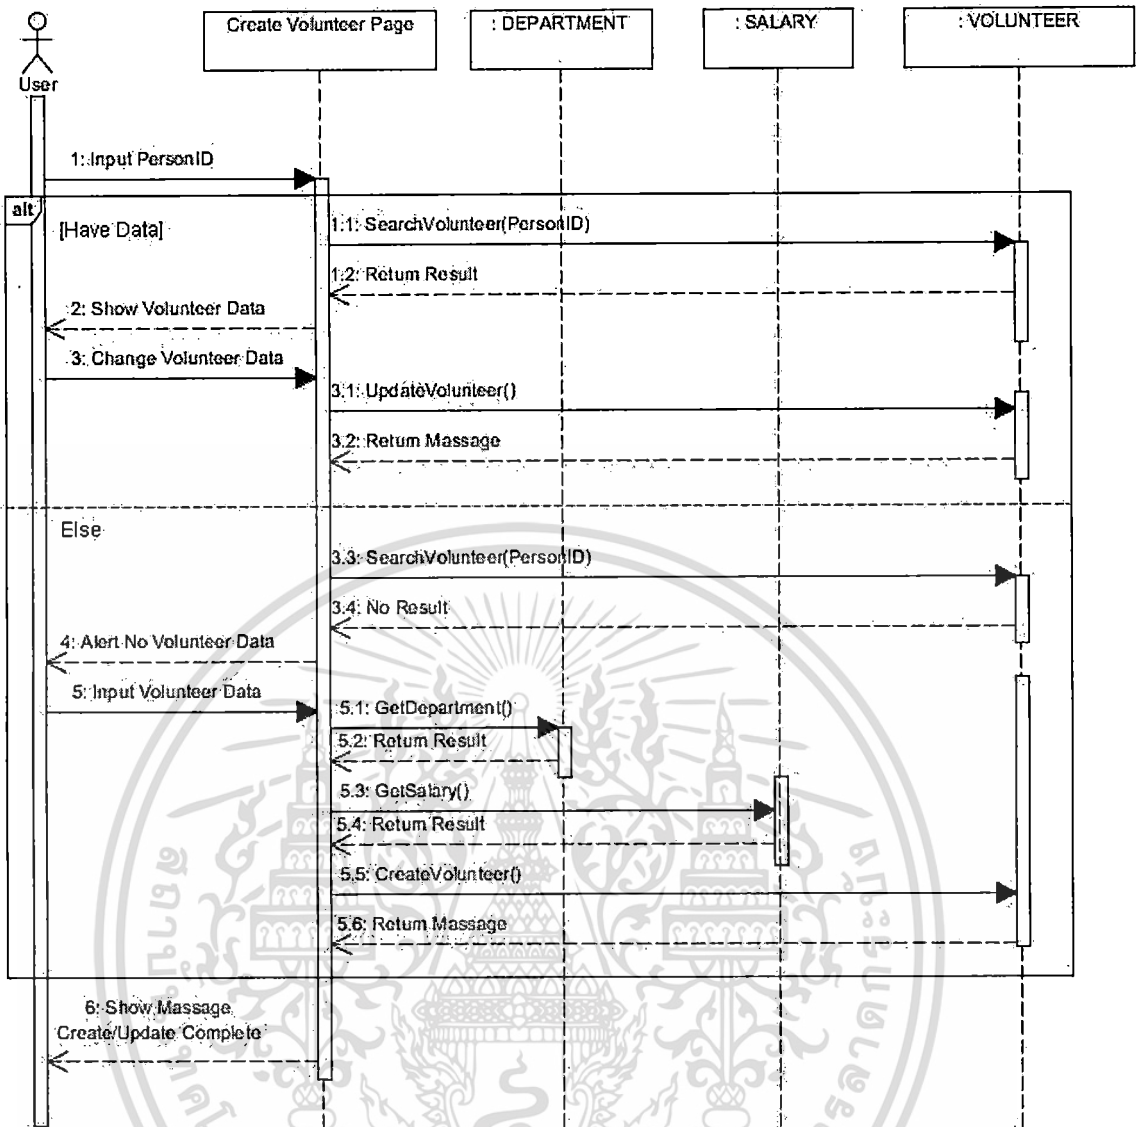 Create Volunteer Page
: DEPARTMENT
: SALARY
: VOLUNTEER
User
1: Input PersonID
alt
[Have Data]
1.1: SearchVolunteer(PersonID)
1.2: Return Result
2: Show Volunteer Data
3: Change Volunteer Data
3.1: UpdateVolunteer()
3.2: Return Massage
Else
3.3: SearchVolunteer(PersonID)
3.4: No Result
4: Alert No Volunteer Data
5: Input Volunteer Data
5.1: GetDepartment()
5.2: Return Result
5.3: GetSalary()
5.4: Return Result
5.5: CreateVolunteer()
5.6: Return Massage
6: Show Massage
Create/Update Complete